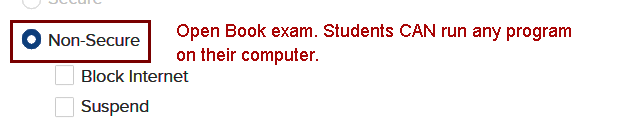 Secure
Non-Secure
Open Book exam. Students CAN run any program
on their computer.
Block Internet
Suspend